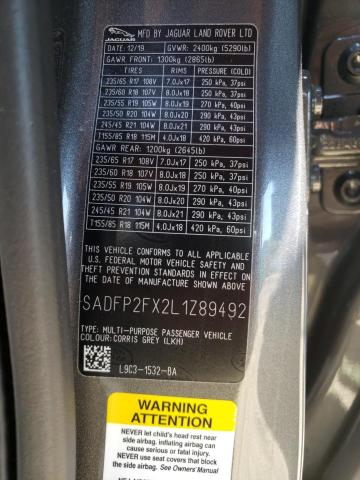 JAGUAR
MFD BY JAGUAR LAND ROVER LTD
DATE: 12/19 GVWR: 2400kg (5290lb)
GAWR FRONT: 1300kg (2865lb)
TIRES RIMS PRESSURE (COLD)
235/65 R17 108V 7.0Jx17 250 kPa, 37psi
235/60 R18 107V 8.0Jx18 250 kPa, 37psi
235/55 R19 105W 8.0Jx19 270 kPa, 40psi
235/50 R20 104W 8.0Jx20 290 kPa, 43psi
245/45 R21 104W 8.0Jx21 290 kPa, 43psi
T155/85 R18 115M 4.0Jx18 420 kPa, 60psi
GAWR REAR: 1200kg (2645lb)
235/65 R17 108V 7.0Jx17 250 kPa, 37psi
235/60 R18 107V 8.0Jx18 250 kPa, 37psi
235/55 R19 105W 8.0Jx19 270 kPa, 40psi
235/50 R20 104W 8.0Jx20 290 kPa, 43psi
245/45 R21 104W 8.0Jx21 290 kPa, 43psi
T155/85 R18 115M 4.0Jx18 420 kPa, 60psi
THIS VEHICLE CONFORMS TO ALL APPLICABLE
U.S. FEDERAL MOTOR VEHICLE SAFETY
AND THEFT PREVENTION STANDARDS IN EFFECT ON
THE DATE OF MANUFACTURE SHOWN ABOVE
SADFP2FX2L1Z89492
TYPE: MULTI-PURPOSE PASSENGER VEHICLE
COLOUR: CORRIS GREY (LKH)
L9C3-1532-BA
WARNING
ATTENTION
NEVER let child's head rest near
side airbag. Inflating airbag can
cause serious or fatal injury.
NEVER use seat covers that block
the side airbag. See Owners Manual